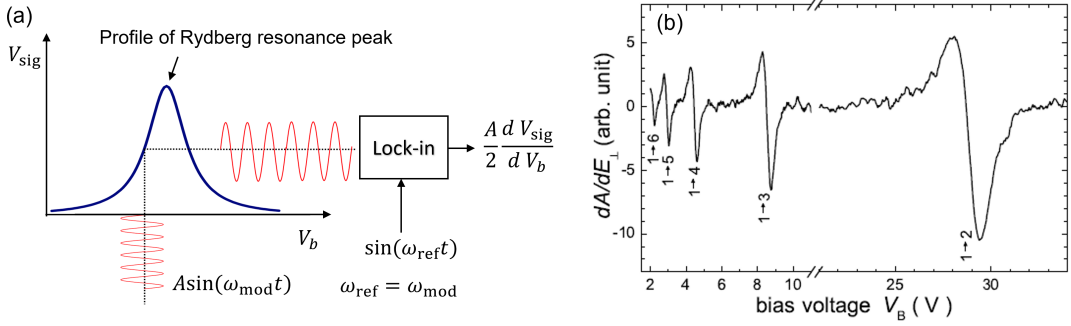 (a)
Profile of Rydberg resonance peak
V_sig
V_b
A sin(ω_mod t)
Lock-in
sin(ω_ref t)
ω_ref = ω_mod
A/2 d V_sig/d V_b
(b)
dA/dE_⊥ (arb. unit)
5
0
-5
-10
1→6
1→5
1→4
1→3
1→2
2 4 6 8 10 25 30
bias voltage V_B ( V )